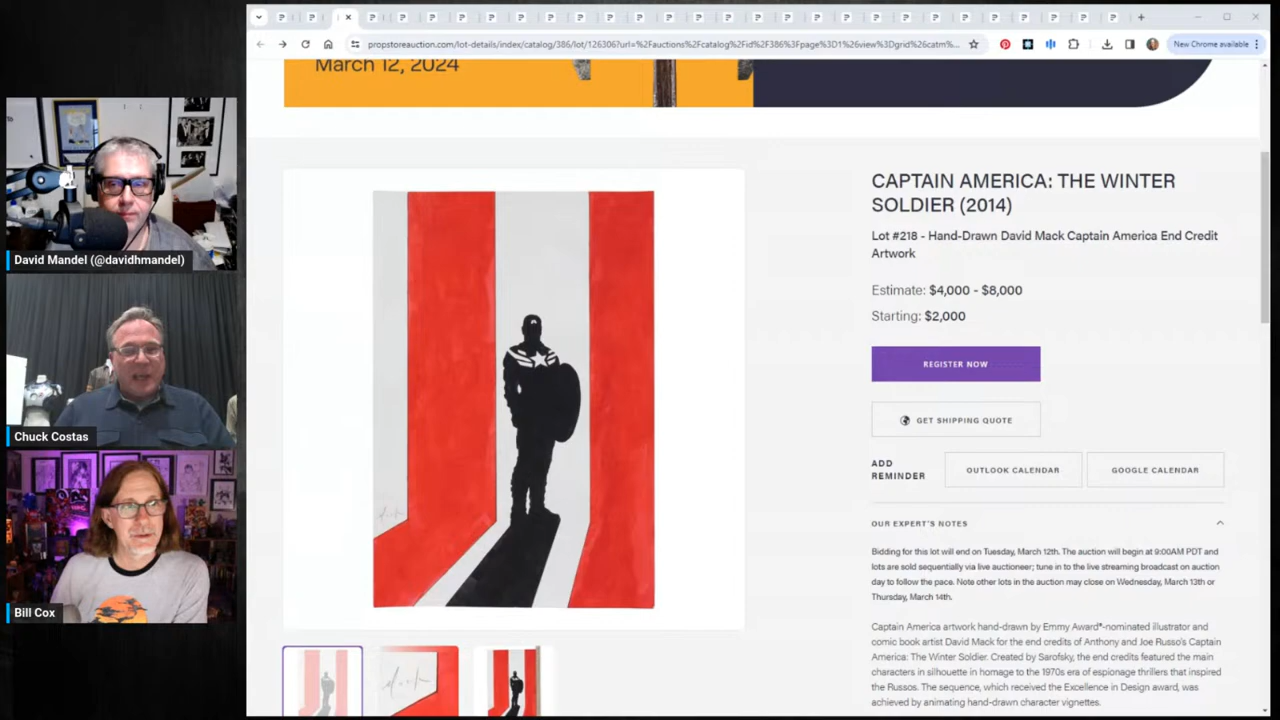 propstoreauction.com/lot-details/index/catalog/386/lot/126306?url=%2Fauctions%2Fcatalog%2Fid%2F386%3Fpage%3D1%26view%3Dgrid%26catm%...
New Chrome available
March 12, 2024
David Mandel (@davidhmandel)
Chuck Costas
Bill Cox
CAPTAIN AMERICA: THE WINTER
SOLDIER (2014)
Lot #218 - Hand-Drawn David Mack Captain America End Credit
Artwork
Estimate: $4,000 - $8,000
Starting: $2,000
REGISTER NOW
GET SHIPPING QUOTE
ADD
REMINDER
OUTLOOK CALENDAR
GOOGLE CALENDAR
OUR EXPERT'S NOTES
Bidding for this lot will end on Tuesday, March 12th. The auction will begin at 9:00AM PDT and
lots are sold sequentially via live auctioneer; tune in to the live streaming broadcast on auction
day to follow the pace. Note other lots in the auction may close on Wednesday, March 13th or
Thursday, March 14th.
Captain America artwork hand-drawn by Emmy Award®-nominated illustrator and
comic book artist David Mack for the end credits of Anthony and Joe Russo's Captain
America: The Winter Soldier. Created by Sarofsky, the end credits featured the main
characters in silhouette in homage to the 1970s era of espionage thrillers that inspired
the Russos. The sequence, which received the Excellence in Design award, was
achieved by animating hand-drawn character vignettes.